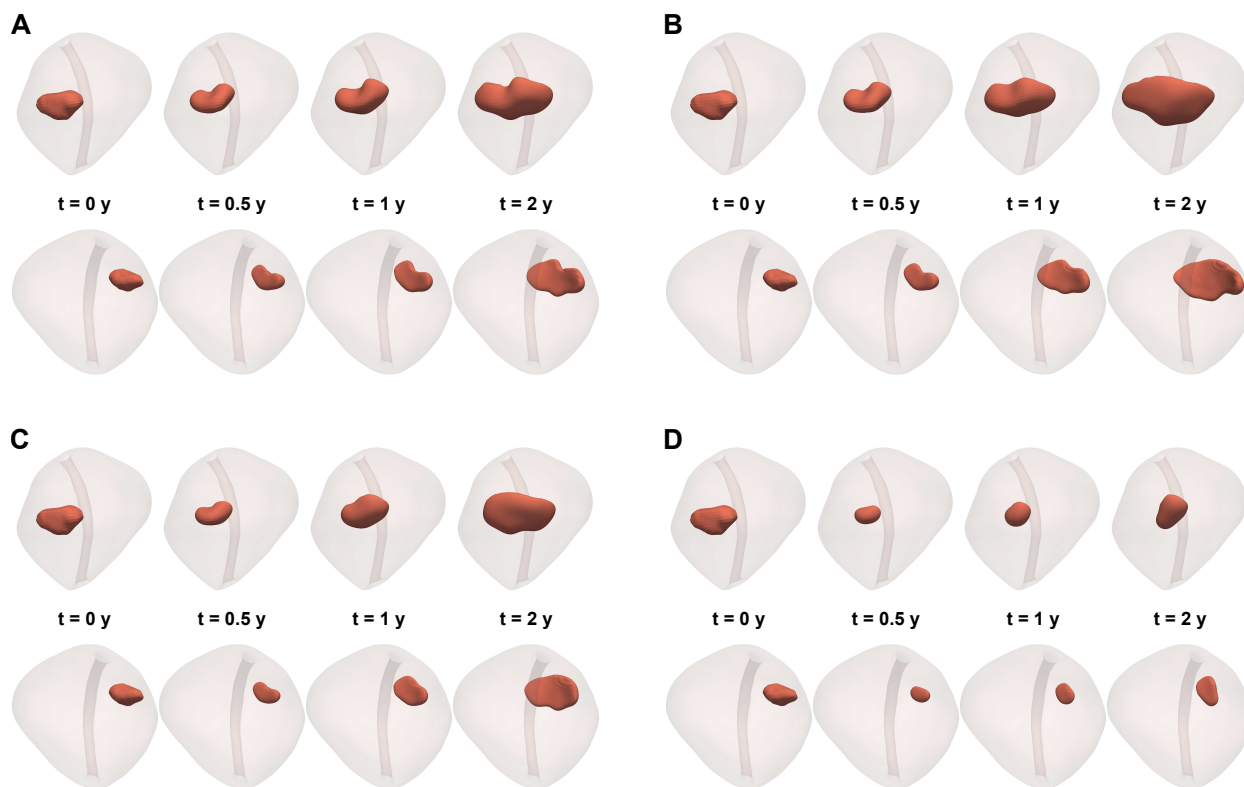 A
B
t = 0 y t = 0.5 y t = 1 y t = 2 y
t = 0 y t = 0.5 y t = 1 y t = 2 y
C
D
t = 0 y t = 0.5 y t = 1 y t = 2 y
t = 0 y t = 0.5 y t = 1 y t = 2 y